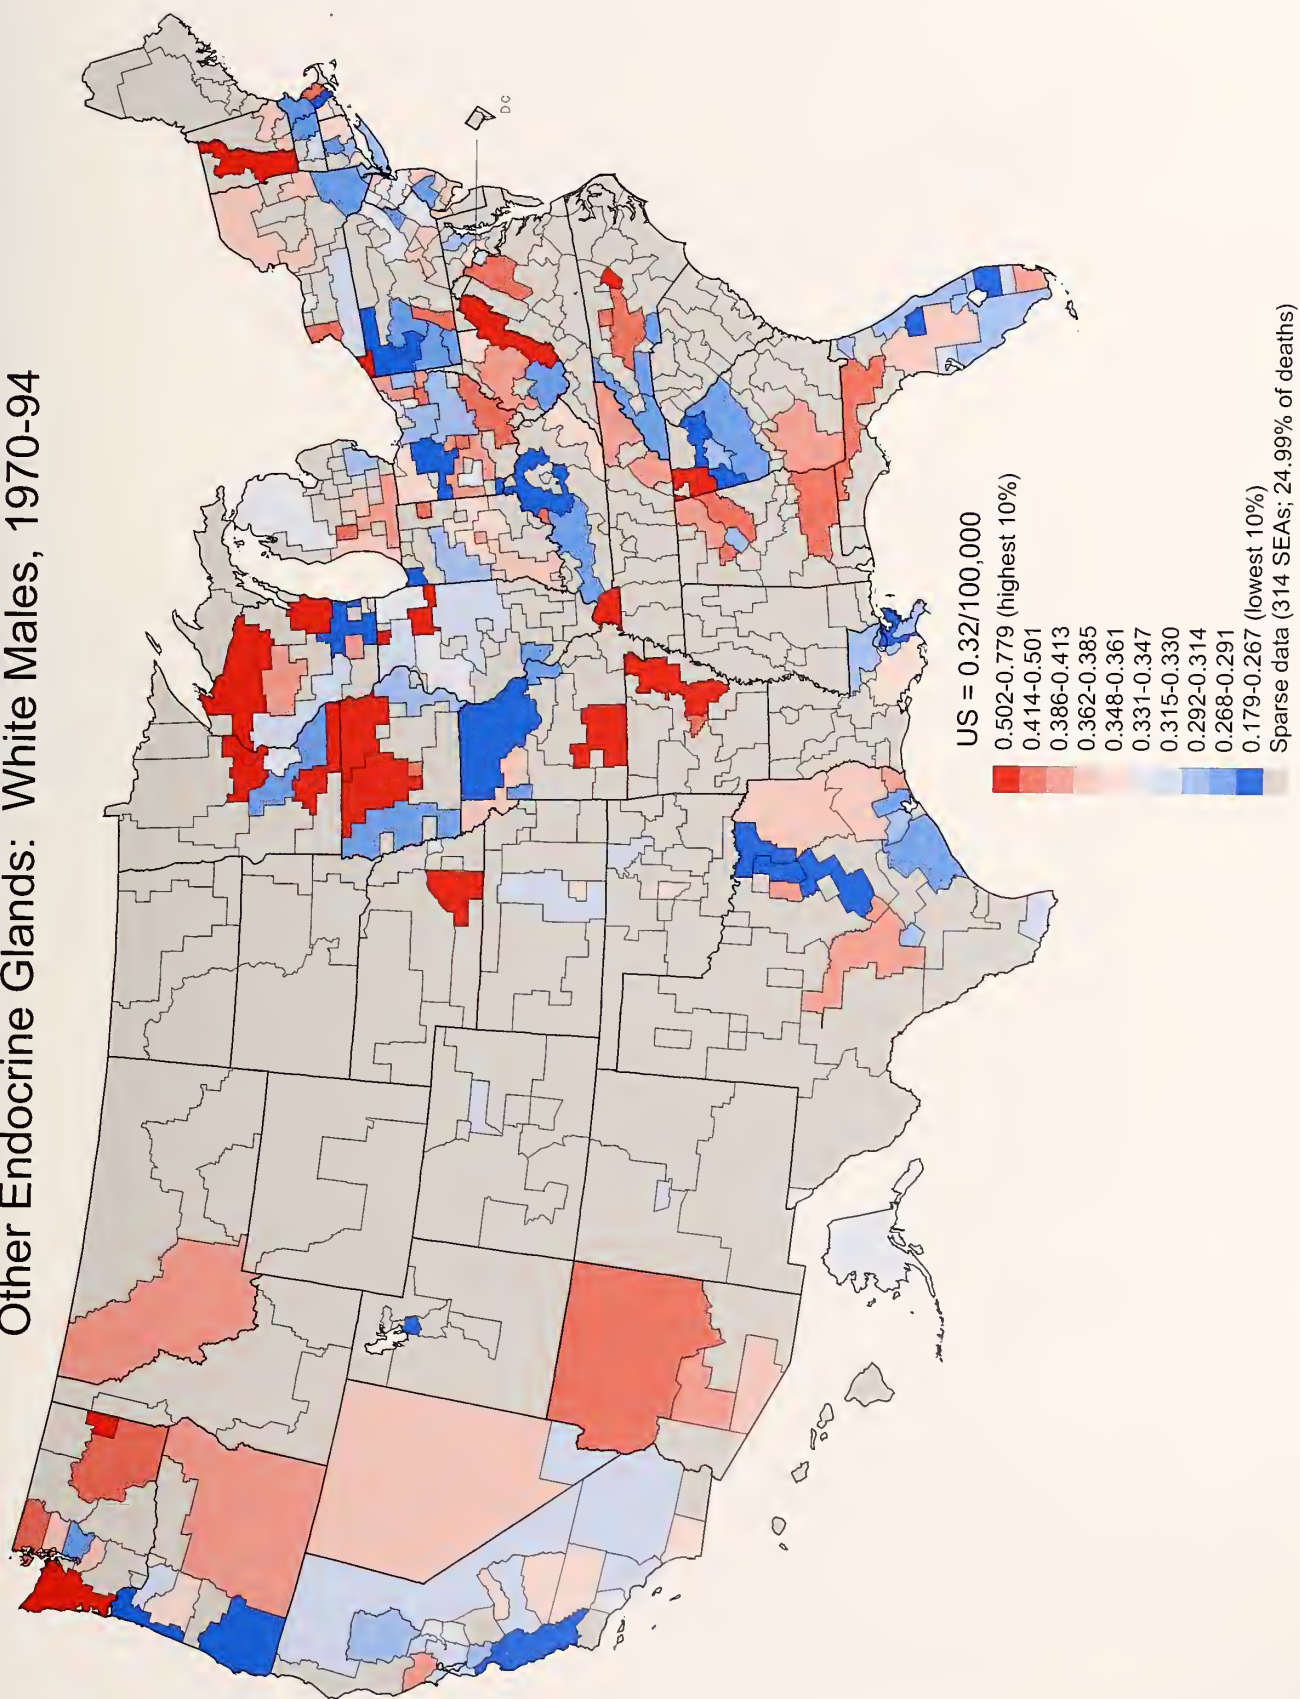 Other Endocrine Glands: White Males, 1970-94
DC
US = 0.32/100,000
0.502-0.779 (highest 10%)
0.414-0.501
0.386-0.413
0.362-0.385
0.348-0.361
0.331-0.347
0.315-0.330
0.292-0.314
0.268-0.291
0.179-0.267 (lowest 10%)
Sparse data (314 SEAs; 24.99% of deaths)